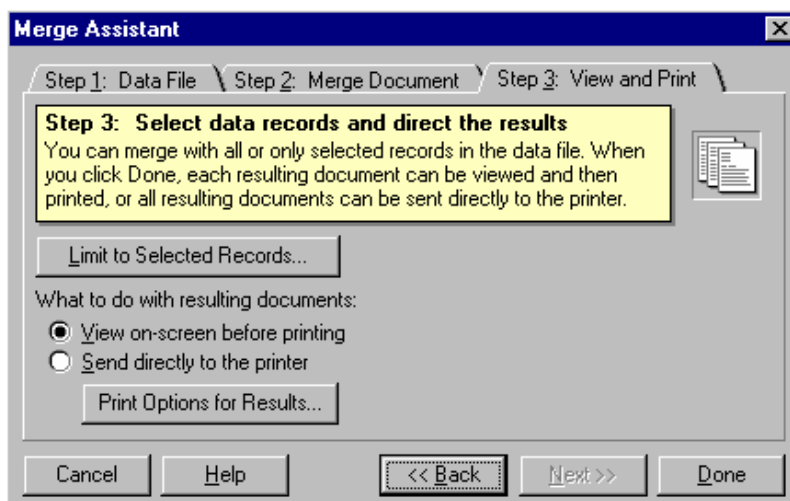 Merge Assistant
Step 1: Data File
Step 2: Merge Document
Step 3: View and Print
Step 3: Select data records and direct the results
You can merge with all or only selected records in the data file. When
you click Done, each resulting document can be viewed and then
printed, or all resulting documents can be sent directly to the printer.
Limit to Selected Records...
What to do with resulting documents:
View on-screen before printing
Send directly to the printer
Print Options for Results...
Cancel
Help
<< Back
Next >>
Done